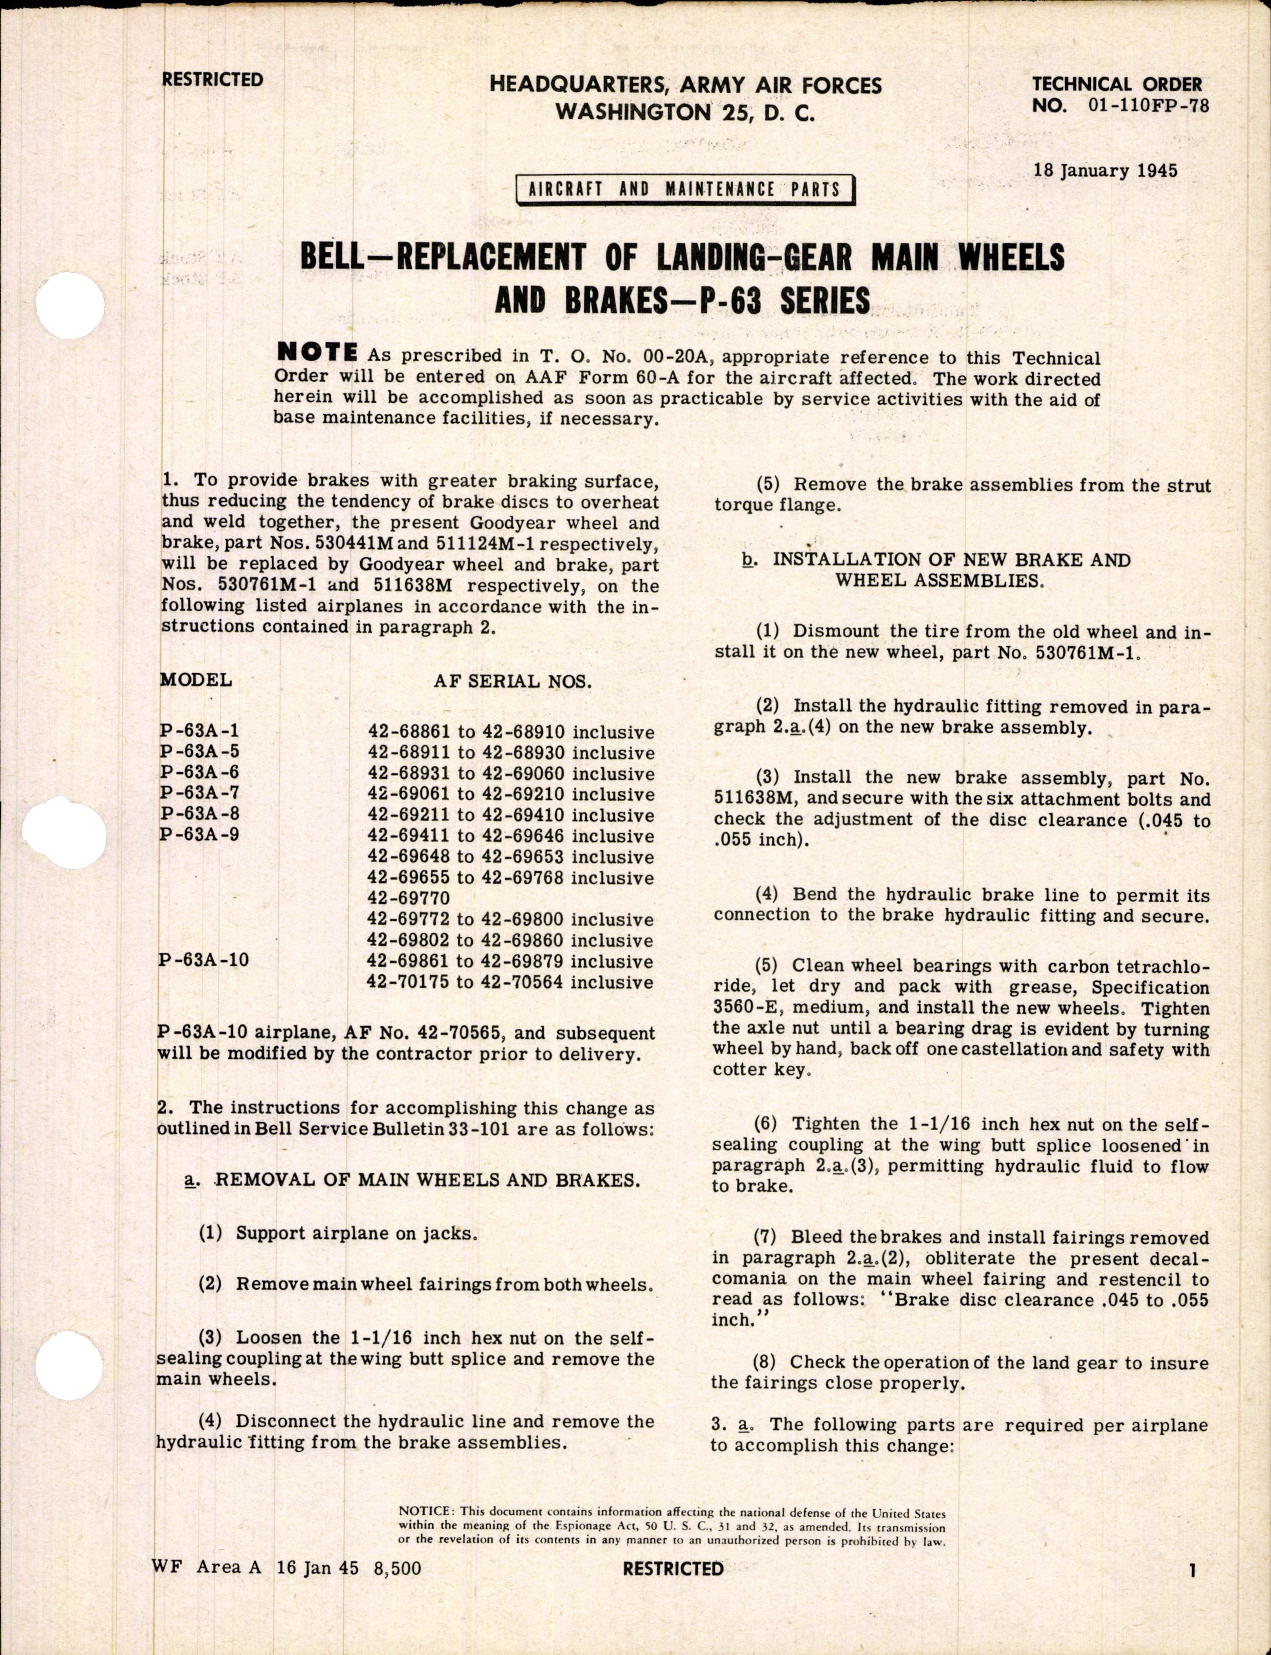 RESTRICTED
HEADQUARTERS, ARMY AIR FORCES
WASHINGTON 25, D. C.
TECHNICAL ORDER
NO. 01-110FP-78
18 January 1945
AIRCRAFT AND MAINTENANCE PARTS
BELL—REPLACEMENT OF LANDING-GEAR MAIN WHEELS
AND BRAKES—P-63 SERIES
NOTE As prescribed in T. O. No. 00-20A, appropriate reference to this Technical
Order will be entered on AAF Form 60-A for the aircraft affected. The work directed
herein will be accomplished as soon as practicable by service activities with the aid of
base maintenance facilities, if necessary.
1. To provide brakes with greater braking surface,
thus reducing the tendency of brake discs to overheat
and weld together, the present Goodyear wheel and
brake, part Nos. 530441M and 511124M-1 respectively,
will be replaced by Goodyear wheel and brake, part
Nos. 530761M-1 and 511638M respectively, on the
following listed airplanes in accordance with the in-
structions contained in paragraph 2.
MODEL AF SERIAL NOS.
P-63A-1 42-68861 to 42-68910 inclusive
P-63A-5 42-68911 to 42-68930 inclusive
P-63A-6 42-68931 to 42-69060 inclusive
P-63A-7 42-69061 to 42-69210 inclusive
P-63A-8 42-69211 to 42-69410 inclusive
P-63A-9 42-69411 to 42-69646 inclusive
42-69648 to 42-69653 inclusive
42-69655 to 42-69768 inclusive
42-69770
42-69772 to 42-69800 inclusive
42-69802 to 42-69860 inclusive
P-63A-10 42-69861 to 42-69879 inclusive
42-70175 to 42-70564 inclusive
P-63A-10 airplane, AF No. 42-70565, and subsequent
will be modified by the contractor prior to delivery.
2. The instructions for accomplishing this change as
outlined in Bell Service Bulletin 33-101 are as follows:
a. REMOVAL OF MAIN WHEELS AND BRAKES.
(1) Support airplane on jacks.
(2) Remove main wheel fairings from both wheels.
(3) Loosen the 1-1/16 inch hex nut on the self-
sealing coupling at the wing butt splice and remove the
main wheels.
(4) Disconnect the hydraulic line and remove the
hydraulic fitting from the brake assemblies.
(5) Remove the brake assemblies from the strut
torque flange.
b. INSTALLATION OF NEW BRAKE AND
WHEEL ASSEMBLIES.
(1) Dismount the tire from the old wheel and in-
stall it on the new wheel, part No. 530761M-1.
(2) Install the hydraulic fitting removed in para-
graph 2.a.(4) on the new brake assembly.
(3) Install the new brake assembly, part No.
511638M, and secure with the six attachment bolts and
check the adjustment of the disc clearance (.045 to
.055 inch).
(4) Bend the hydraulic brake line to permit its
connection to the brake hydraulic fitting and secure.
(5) Clean wheel bearings with carbon tetrachlo-
ride, let dry and pack with grease, Specification
3560-E, medium, and install the new wheels. Tighten
the axle nut until a bearing drag is evident by turning
wheel by hand, back off one castellation and safety with
cotter key.
(6) Tighten the 1-1/16 inch hex nut on the self-
sealing coupling at the wing butt splice loosened in
paragraph 2.a.(3), permitting hydraulic fluid to flow
to brake.
(7) Bleed the brakes and install fairings removed
in paragraph 2.a.(2), obliterate the present decal-
comania on the main wheel fairing and restencil to
read as follows: "Brake disc clearance .045 to .055
inch."
(8) Check the operation of the land gear to insure
the fairings close properly.
3. a. The following parts are required per airplane
to accomplish this change:
NOTICE: This document contains information affecting the national defense of the United States
within the meaning of the Espionage Act, 50 U. S. C., 31 and 32, as amended. Its transmission
or the revelation of its contents in any manner to an unauthorized person is prohibited by law.
WF Area A 16 Jan 45 8,500
RESTRICTED
1